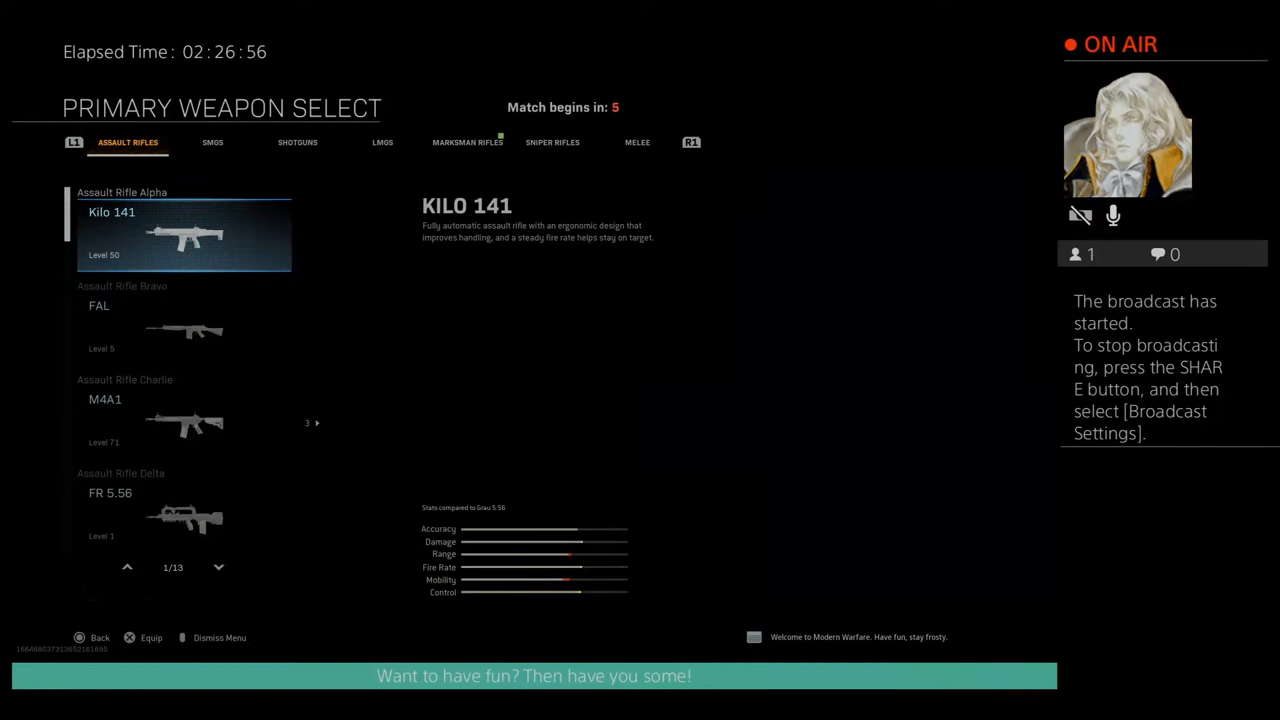 Elapsed Time: 02:26:56
ON AIR
PRIMARY WEAPON SELECT
Match begins in: 5
L1 ASSAULT RIFLES SMGS SHOTGUNS LMGS MARKSMAN RIFLES SNIPER RIFLES MELEE R1
Assault Rifle Alpha
Kilo 141
Level 50
Assault Rifle Bravo
FAL
Level 5
Assault Rifle Charlie
M4A1
3
Level 71
Assault Rifle Delta
FR 5.56
Level 1
1/13
KILO 141
Fully automatic assault rifle with an ergonomic design that
improves handling, and a steady fire rate helps stay on target.
Stats compared to Grau 5.56
Accuracy
Damage
Range
Fire Rate
Mobility
Control
1 0
The broadcast has
started.
To stop broadcasti
ng, press the SHAR
E button, and then
select [Broadcast
Settings].
Back Equip Dismiss Menu
Welcome to Modern Warfare. Have fun, stay frosty.
166468037313652161695
Want to have fun? Then have you some!